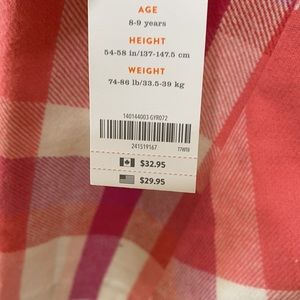 AGE
8-9 years
HEIGHT
54-58 in/137-147.5 cm
WEIGHT
74-86 lb/33.5-39 kg
140144003-GYR072
241519167 17W19
$32.95
$29.95